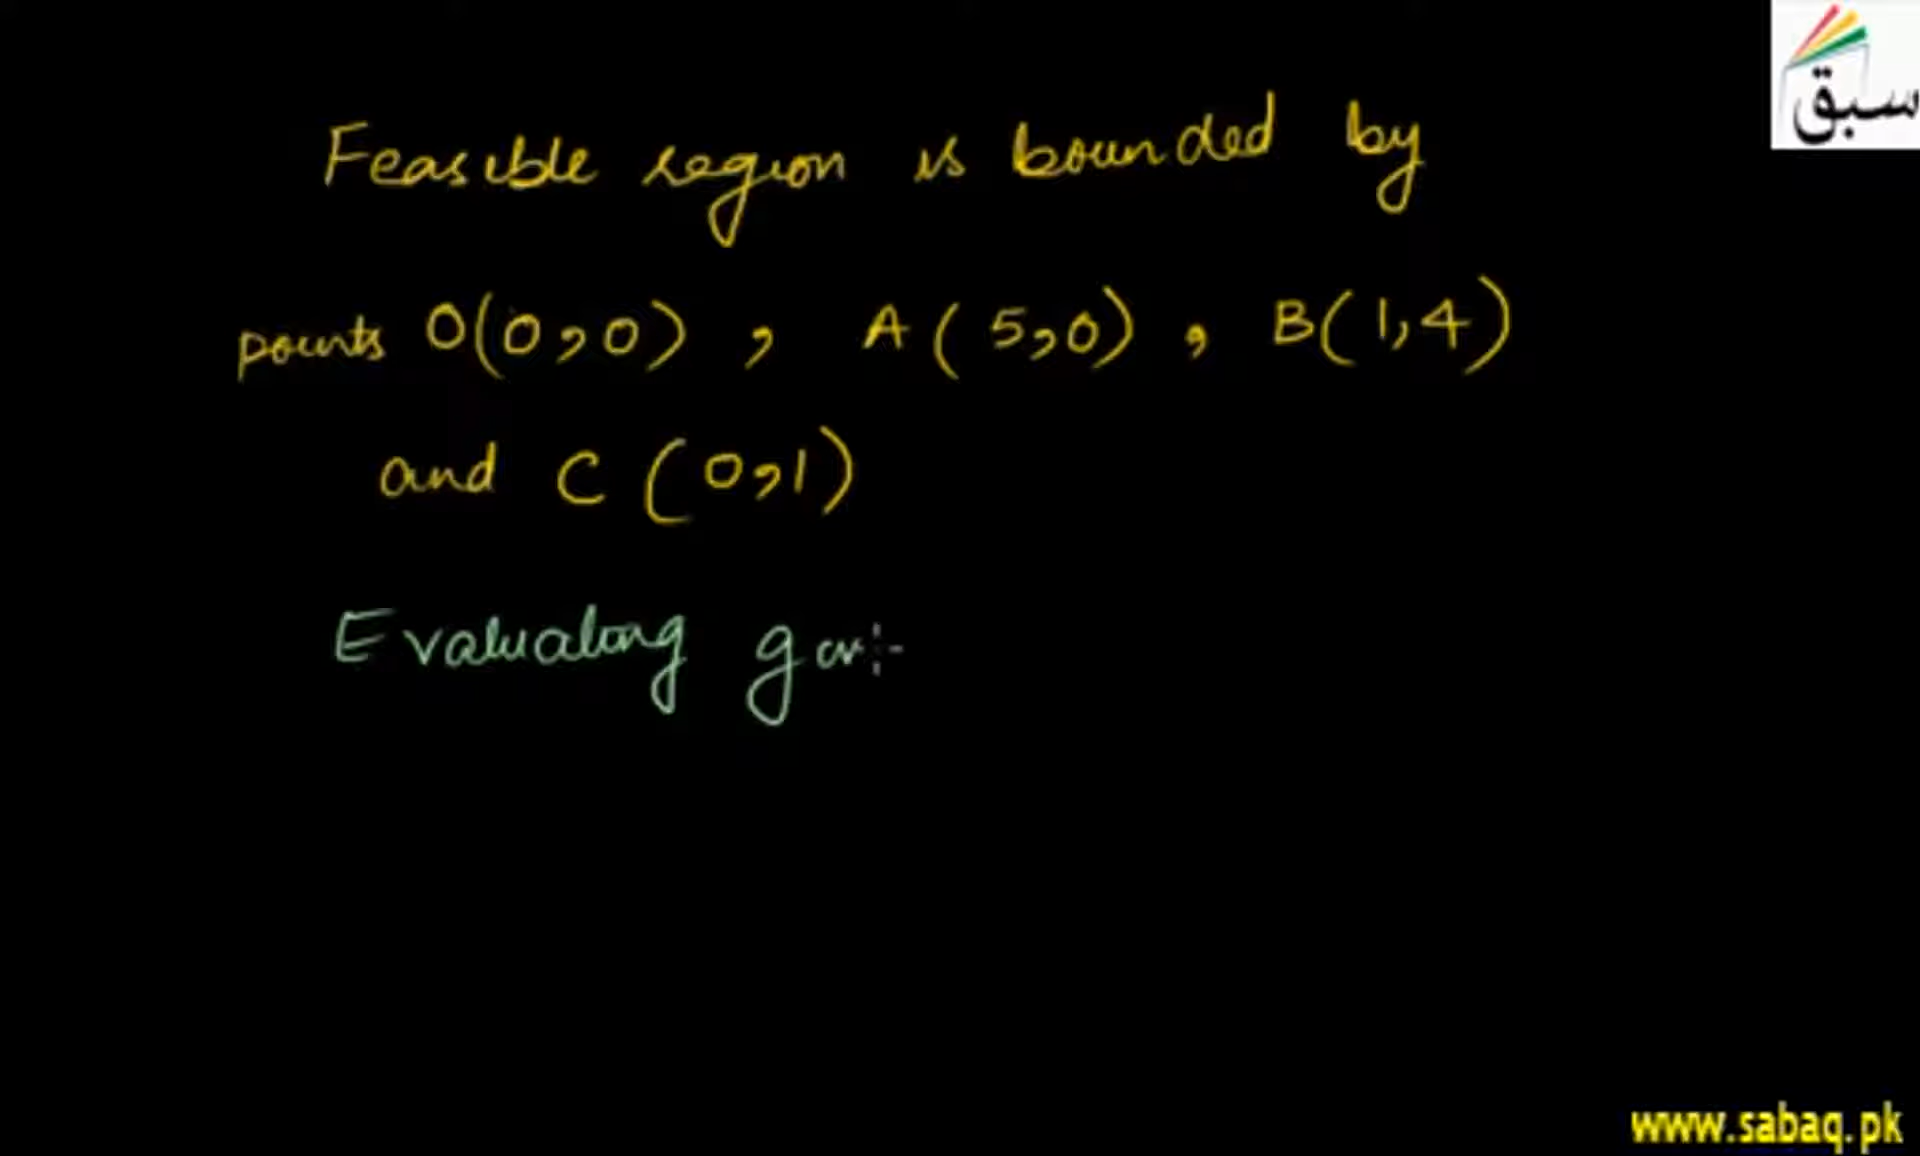 سبق
Feasible region is bounded by
points O(0,0) , A(5,0) , B(1,4)
and C(0,1)
Evaluating
www.sabaq.pk